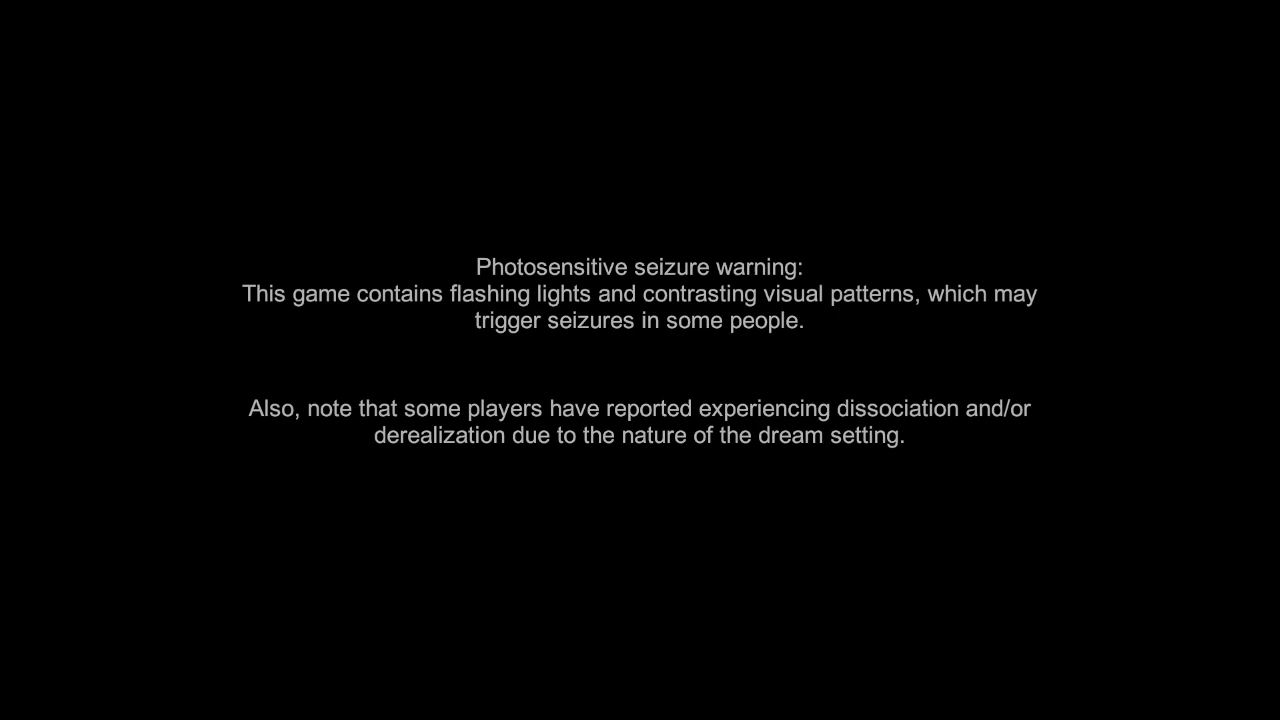 Photosensitive seizure warning:
This game contains flashing lights and contrasting visual patterns, which may
trigger seizures in some people.
Also, note that some players have reported experiencing dissociation and/or
derealization due to the nature of the dream setting.